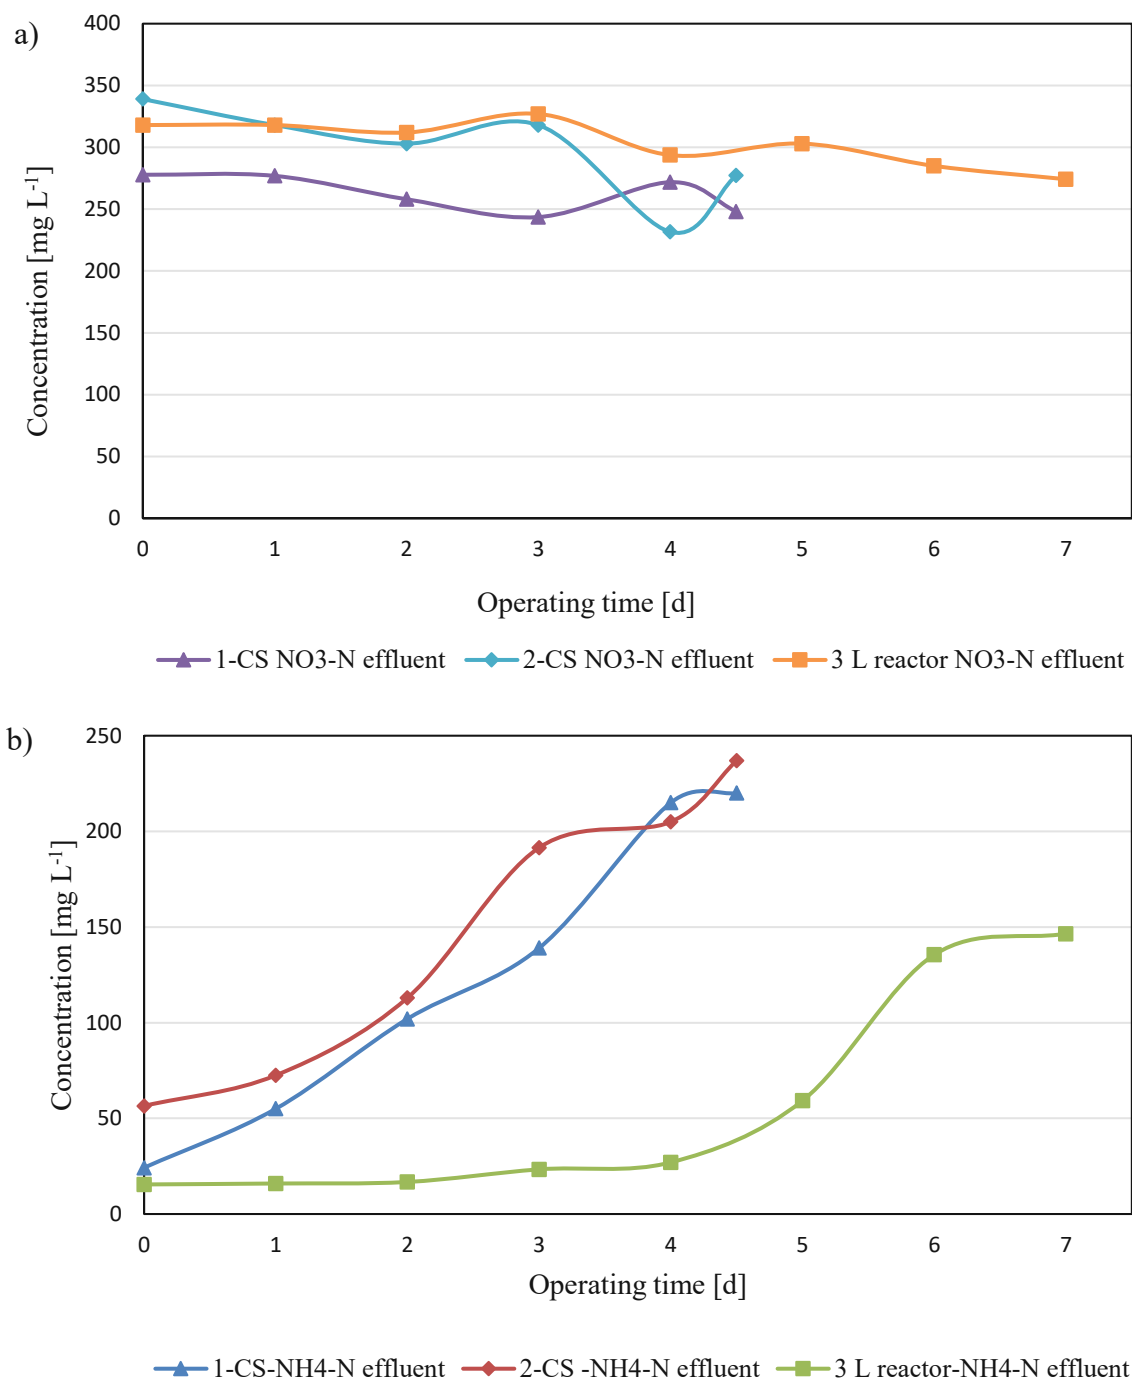 a)
400
350
300
250
200
150
100
50
0
Concentration [mg L-1]
0 1 2 3 4 5 6 7
Operating time [d]
1-CS NO3-N effluent 2-CS NO3-N effluent 3 L reactor NO3-N effluent
b)
250
200
150
100
50
0
Concentration [mg L-1]
0 1 2 3 4 5 6 7
Operating time [d]
1-CS-NH4-N effluent 2-CS -NH4-N effluent 3 L reactor-NH4-N effluent